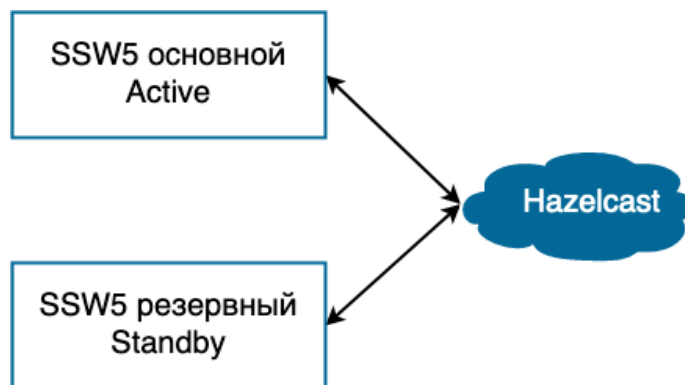 SSW5 основной
Active
Hazelcast
SSW5 резервный
Standby